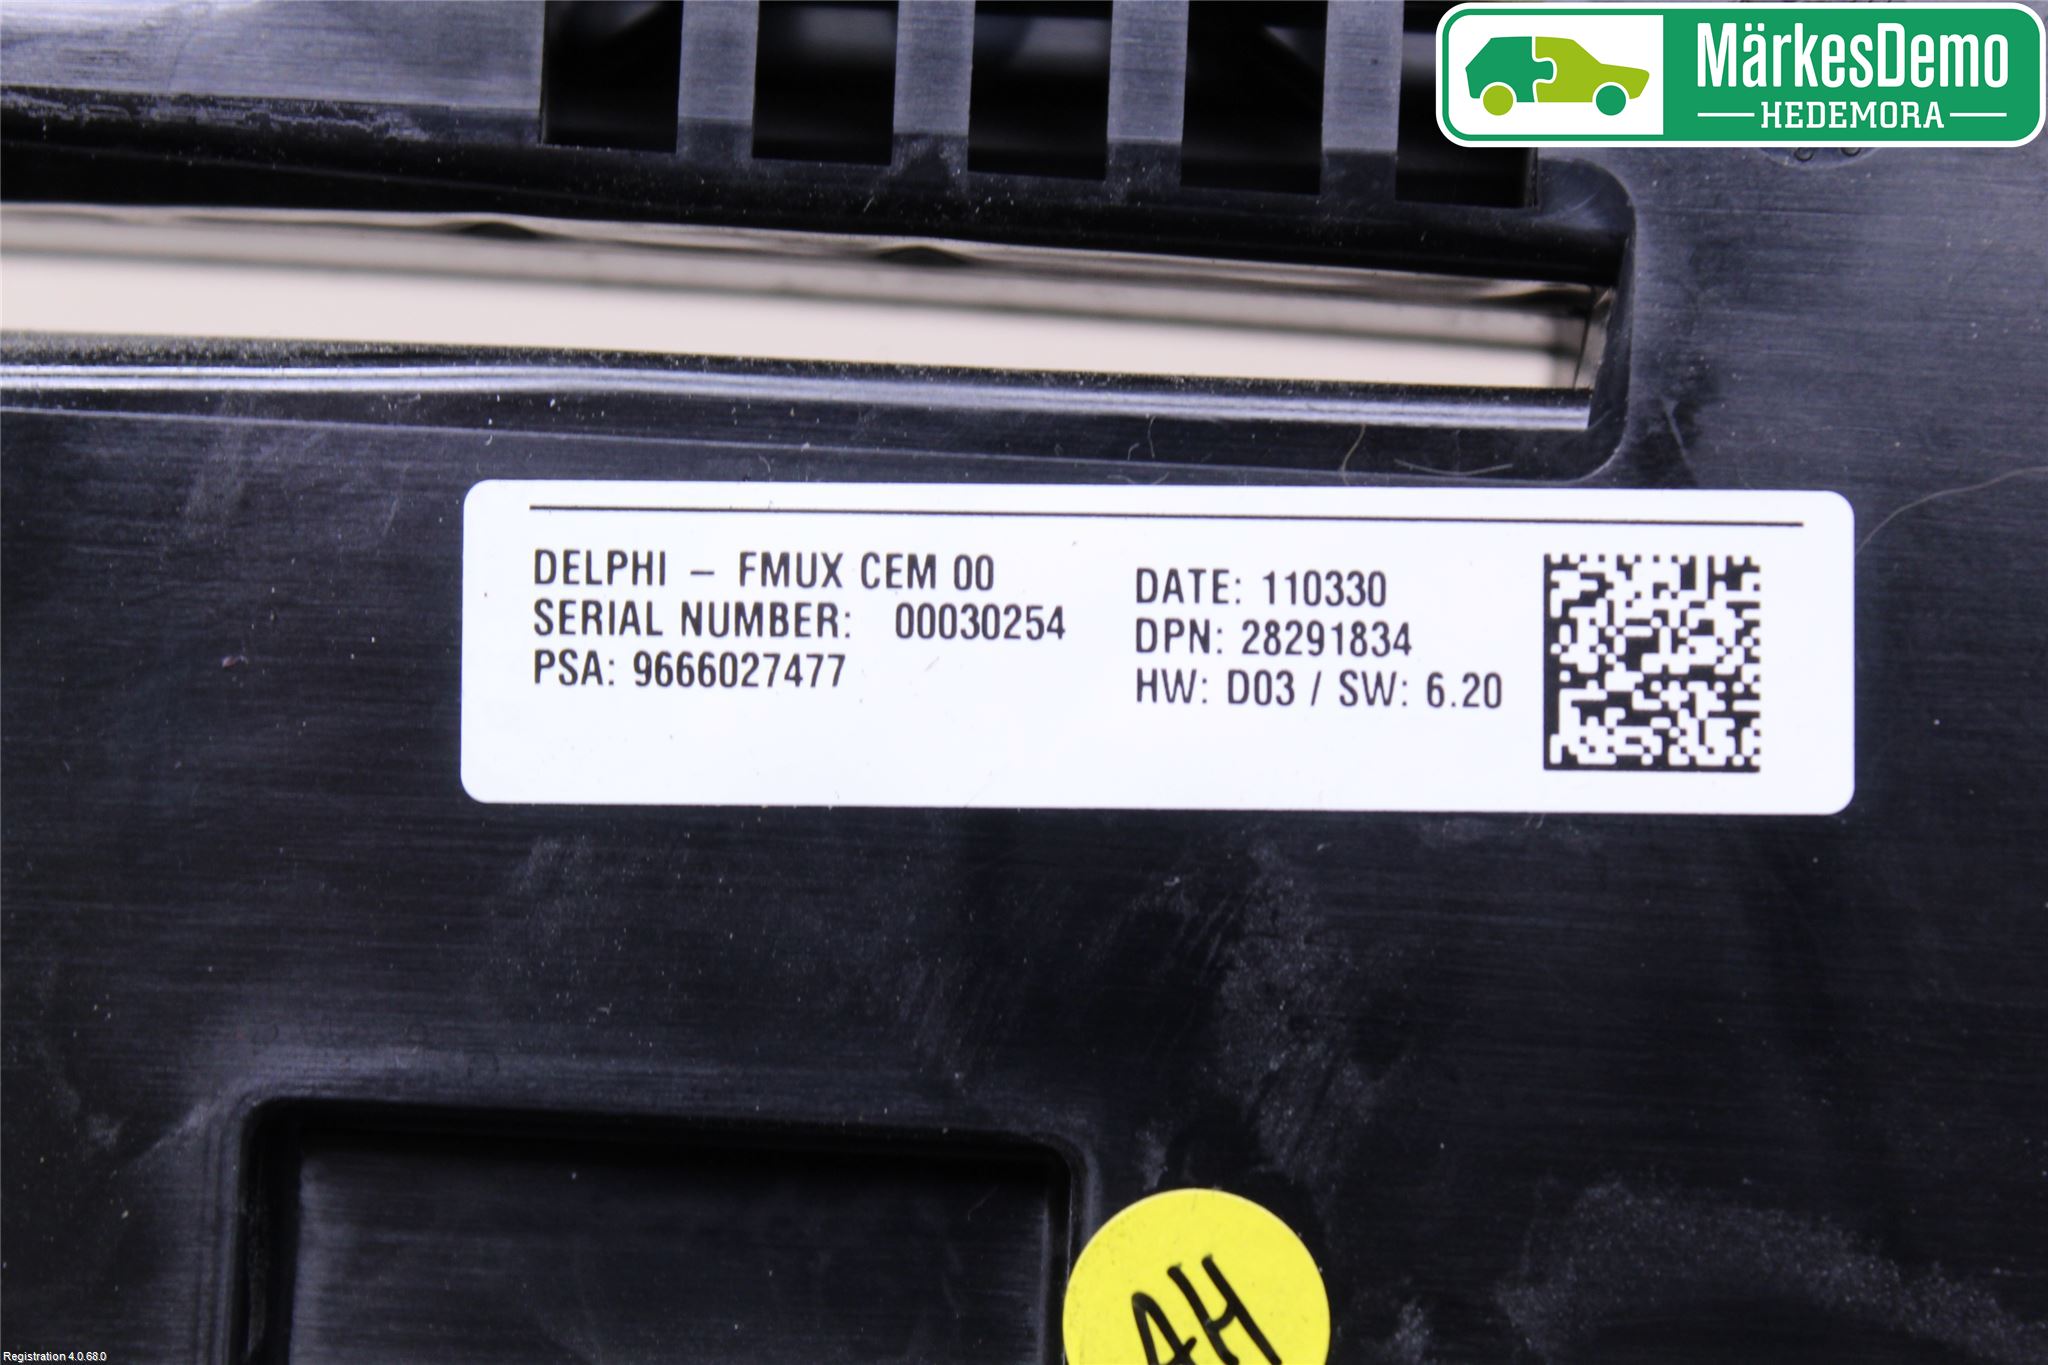 MärkesDemo
HEDEMORA
DELPHI – FMUX CEM 00
SERIAL NUMBER: 00030254
PSA: 9666027477
DATE: 110330
DPN: 28291834
HW: D03 / SW: 6.20
4H
Registration 4.0.68.0